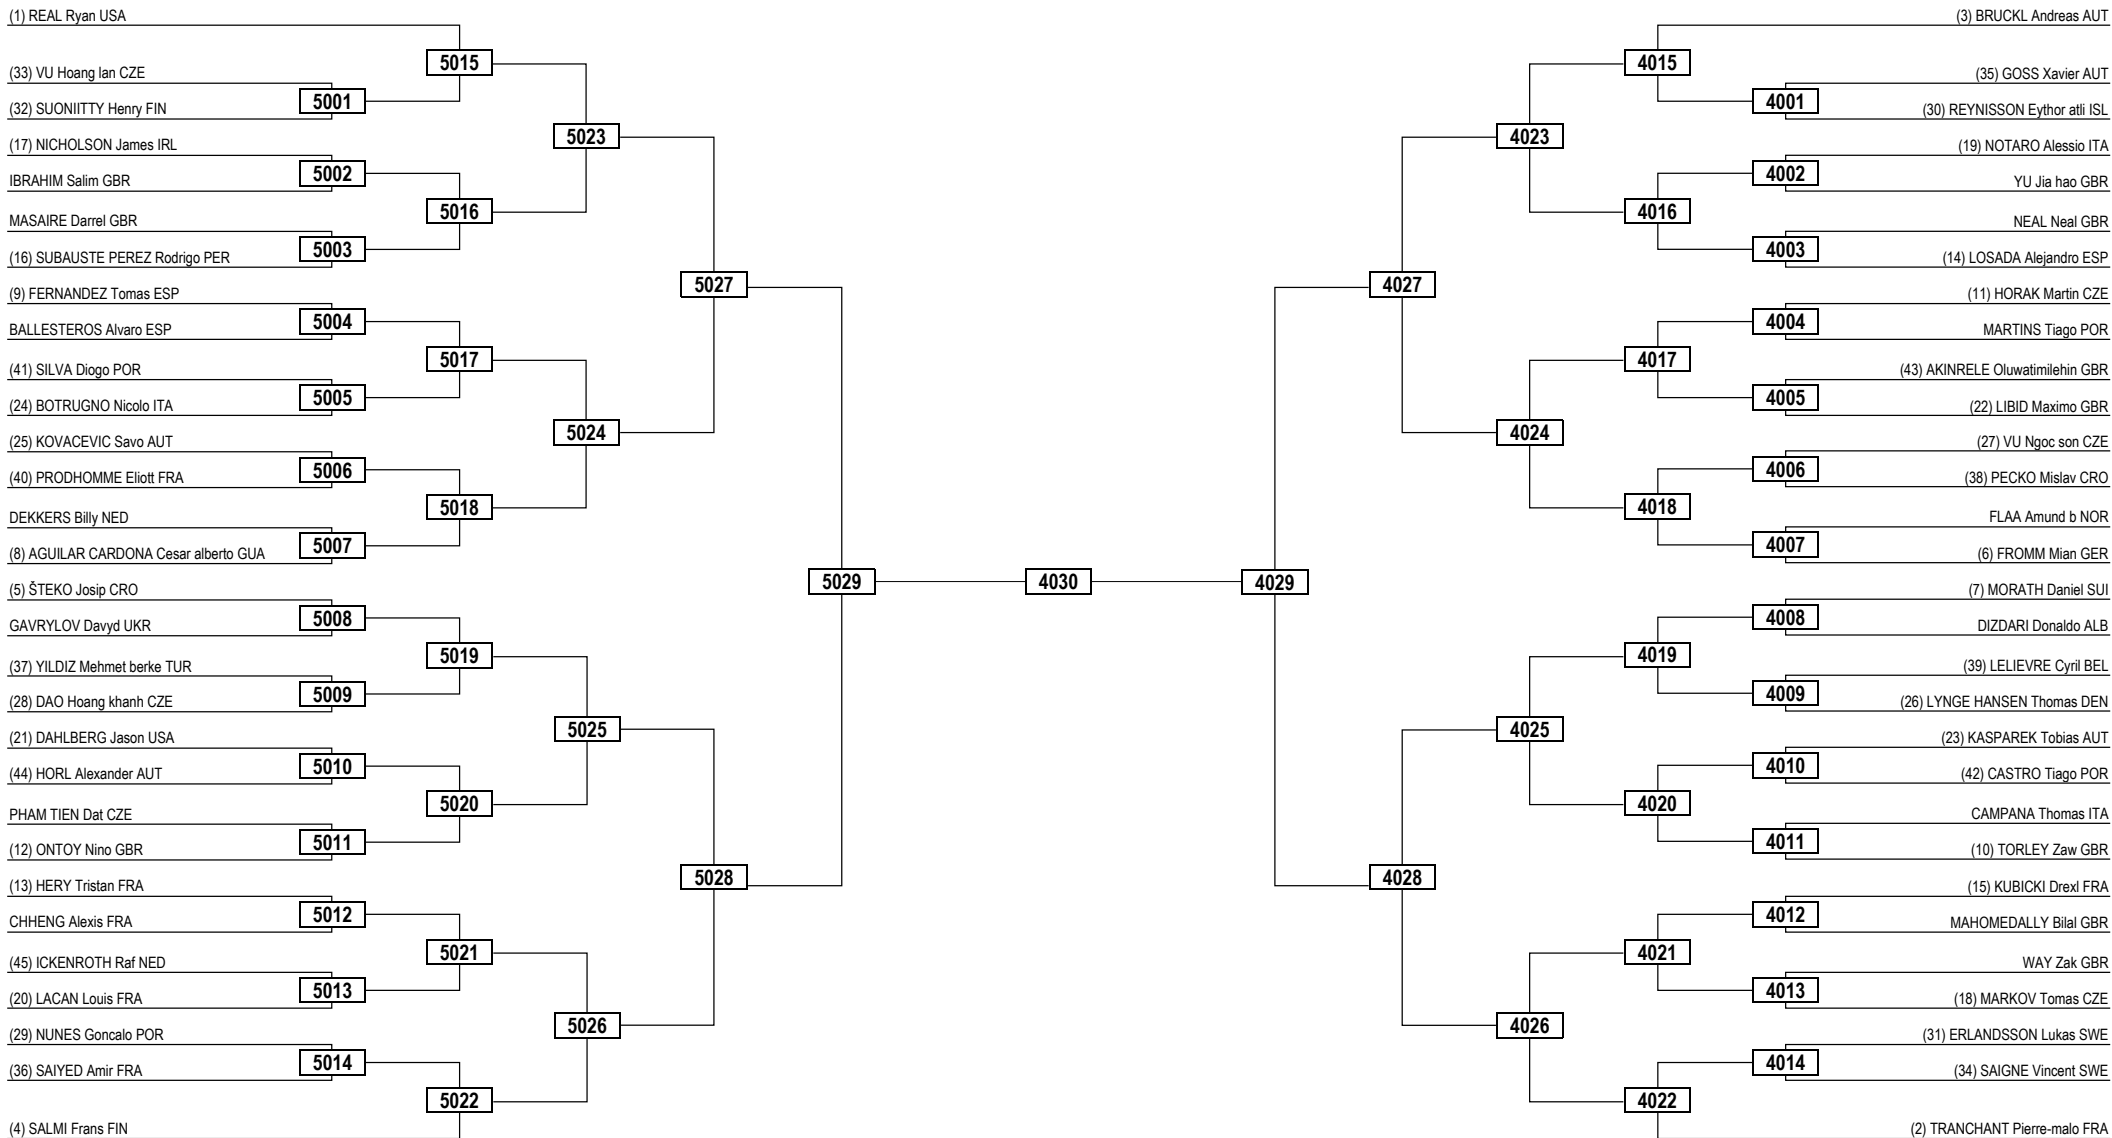 (1) REAL Ryan USA
(33) VU Hoang Ian CZE
(32) SUONIITTY Henry FIN
(17) NICHOLSON James IRL
IBRAHIM Salim GBR
MASAIRE Darrel GBR
(16) SUBAUSTE PEREZ Rodrigo PER
(9) FERNANDEZ Tomas ESP
BALLESTEROS Alvaro ESP
(41) SILVA Diogo POR
(24) BOTRUGNO Nicolo ITA
(25) KOVACEVIC Savo AUT
(40) PRODHOMME Eliott FRA
DEKKERS Billy NED
(8) AGUILAR CARDONA Cesar alberto GUA
(5) ŠTEKO Josip CRO
GAVRYLOV Davyd UKR
(37) YILDIZ Mehmet berke TUR
(28) DAO Hoang khanh CZE
(21) DAHLBERG Jason USA
(44) HORL Alexander AUT
PHAM TIEN Dat CZE
(12) ONTOY Nino GBR
(13) HERY Tristan FRA
CHHENG Alexis FRA
(45) ICKENROTH Raf NED
(20) LACAN Louis FRA
(29) NUNES Goncalo POR
(36) SAIYED Amir FRA
(4) SALMI Frans FIN
5001
5002
5003
5004
5005
5006
5007
5008
5009
5010
5011
5012
5013
5014
5015
5016
5017
5018
5019
5020
5021
5022
5023
5024
5025
5026
5027
5028
5029
4030
4029
4027
4028
4023
4024
4025
4026
4015
4016
4017
4018
4019
4020
4021
4022
4001
4002
4003
4004
4005
4006
4007
4008
4009
4010
4011
4012
4013
4014
(3) BRUCKL Andreas AUT
(35) GOSS Xavier AUT
(30) REYNISSON Eythor atli ISL
(19) NOTARO Alessio ITA
YU Jia hao GBR
NEAL Neal GBR
(14) LOSADA Alejandro ESP
(11) HORAK Martin CZE
MARTINS Tiago POR
(43) AKINRELE Oluwatimilehin GBR
(22) LIBID Maximo GBR
(27) VU Ngoc son CZE
(38) PECKO Mislav CRO
FLAA Amund b NOR
(6) FROMM Mian GER
(7) MORATH Daniel SUI
DIZDARI Donaldo ALB
(39) LELIEVRE Cyril BEL
(26) LYNGE HANSEN Thomas DEN
(23) KASPAREK Tobias AUT
(42) CASTRO Tiago POR
CAMPANA Thomas ITA
(10) TORLEY Zaw GBR
(15) KUBICKI Drexl FRA
MAHOMEDALLY Bilal GBR
WAY Zak GBR
(18) MARKOV Tomas CZE
(31) ERLANDSSON Lukas SWE
(34) SAIGNE Vincent SWE
(2) TRANCHANT Pierre-malo FRA